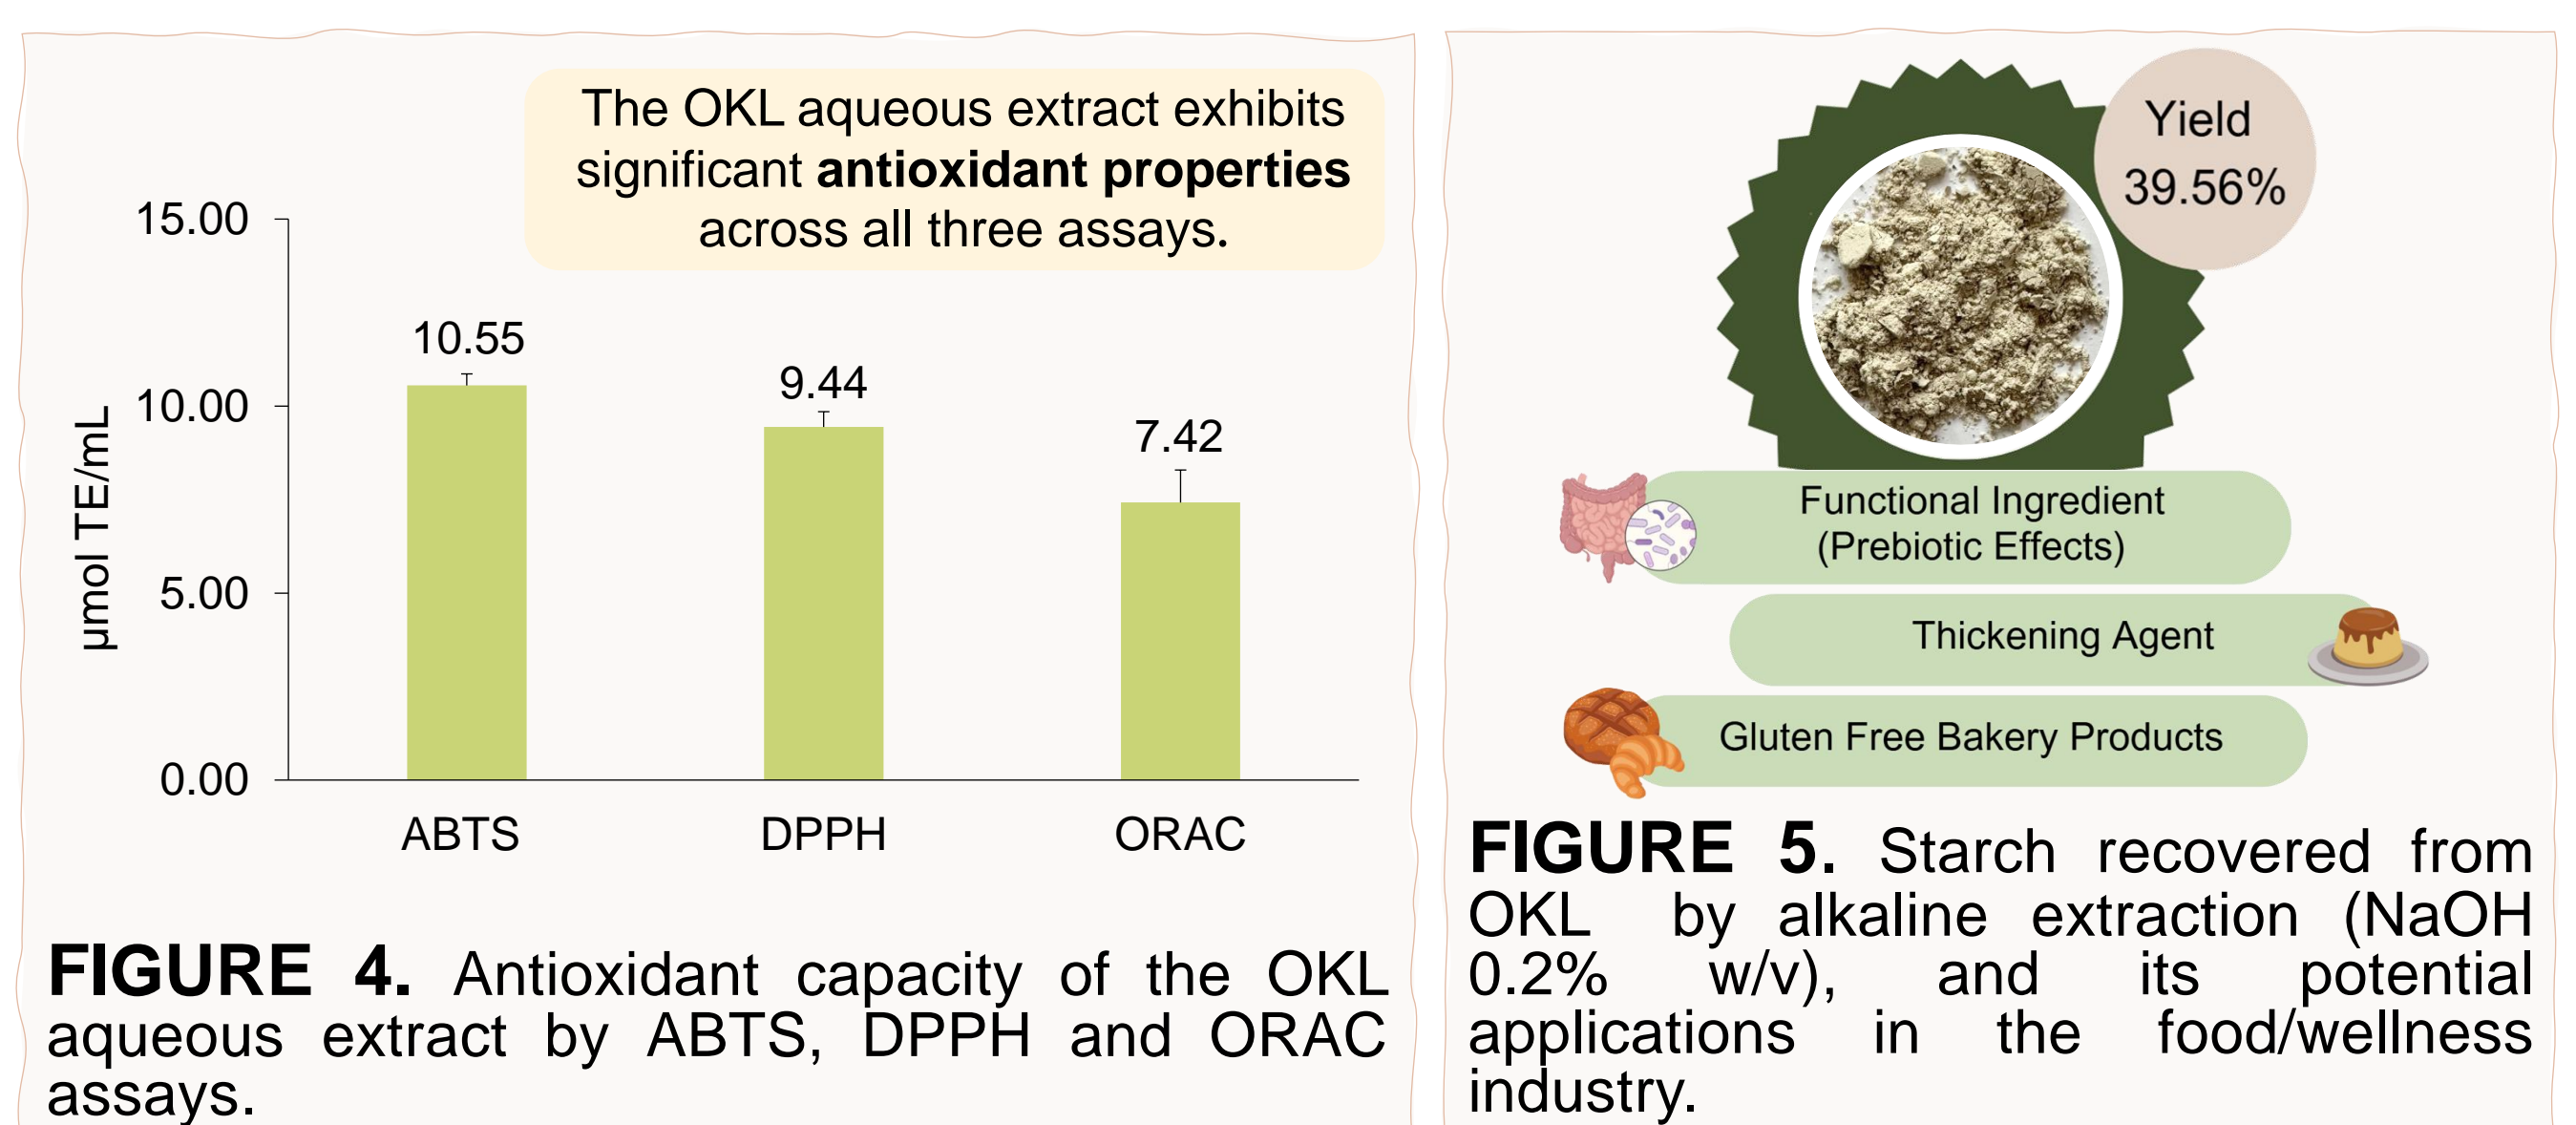 The OKL aqueous extract exhibits
significant antioxidant properties
across all three assays.
15.00
10.00
5.00
0.00
µmol TE/mL
10.55
9.44
7.42
ABTS
DPPH
ORAC
FIGURE 4. Antioxidant capacity of the OKL
aqueous extract by ABTS, DPPH and ORAC
assays.
Yield
39.56%
Functional Ingredient
(Prebiotic Effects)
Thickening Agent
Gluten Free Bakery Products
FIGURE 5. Starch recovered from
OKL by alkaline extraction (NaOH
0.2% w/v), and its potential
applications in the food/wellness
industry.